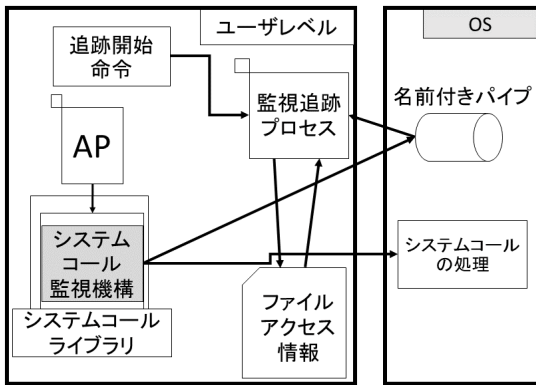 ユーザレベル
OS
追跡開始
命令
監視追跡
プロセス
名前付きパイプ
AP
システム
コール
監視機構
システムコール
の処理
システムコール
ライブラリ
ファイル
アクセス
情報